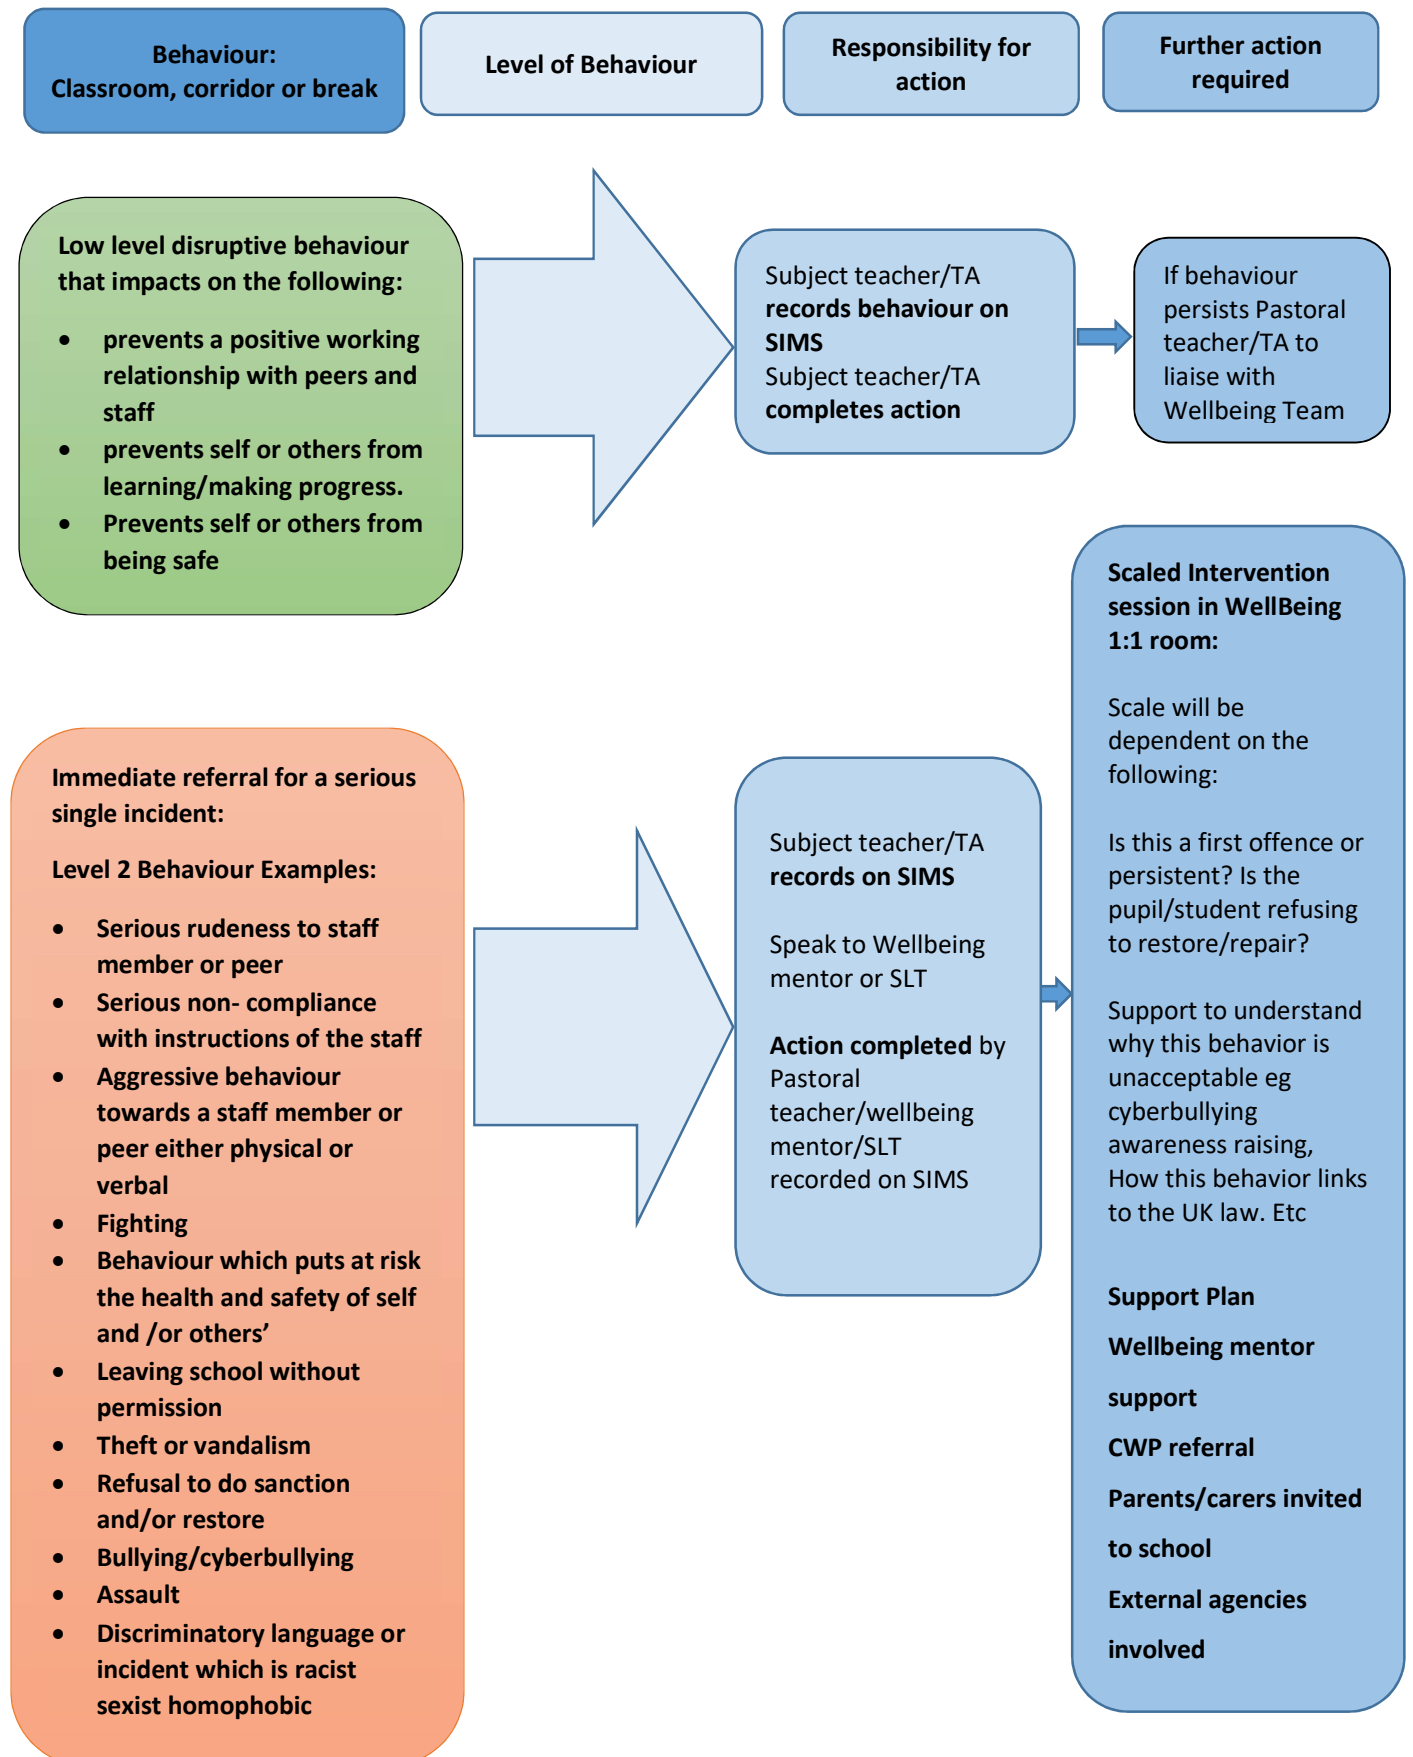 Behaviour:
Classroom, corridor or break
Level of Behaviour
Responsibility for
action
Further action
required
Low level disruptive behaviour
that impacts on the following:
• prevents a positive working
relationship with peers and
staff
• prevents self or others from
learning/making progress.
• Prevents self or others from
being safe
Subject teacher/TA
records behaviour on
SIMS
Subject teacher/TA
completes action
If behaviour
persists Pastoral
teacher/TA to
liaise with
Wellbeing Team
Immediate referral for a serious
single incident:
Level 2 Behaviour Examples:
• Serious rudeness to staff
member or peer
• Serious non- compliance
with instructions of the staff
• Aggressive behaviour
towards a staff member or
peer either physical or
verbal
• Fighting
• Behaviour which puts at risk
the health and safety of self
and /or others’
• Leaving school without
permission
• Theft or vandalism
• Refusal to do sanction
and/or restore
• Bullying/cyberbullying
• Assault
• Discriminatory language or
incident which is racist
sexist homophobic
Subject teacher/TA
records on SIMS
Speak to Wellbeing
mentor or SLT
Action completed by
Pastoral
teacher/wellbeing
mentor/SLT
recorded on SIMS
Scaled Intervention
session in WellBeing
1:1 room:
Scale will be
dependent on the
following:
Is this a first offence or
persistent? Is the
pupil/student refusing
to restore/repair?
Support to understand
why this behavior is
unacceptable eg
cyberbullying
awareness raising,
How this behavior links
to the UK law. Etc
Support Plan
Wellbeing mentor
support
CWP referral
Parents/carers invited
to school
External agencies
involved